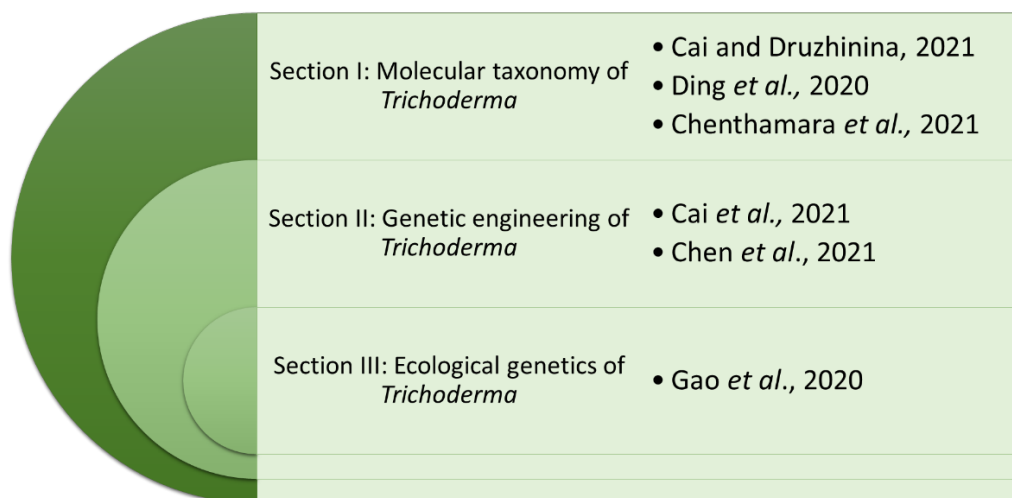 Section I: Molecular taxonomy of
Trichoderma
• Cai and Druzhinina, 2021
• Ding et al., 2020
• Chenthamara et al., 2021
Section II: Genetic engineering of
Trichoderma
• Cai et al., 2021
• Chen et al., 2021
Section III: Ecological genetics of
Trichoderma
• Gao et al., 2020